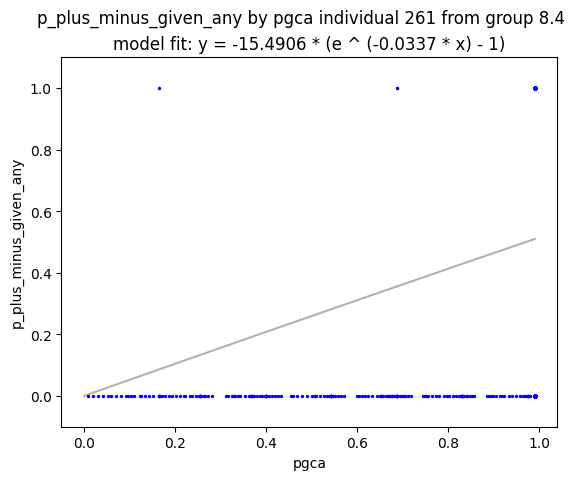 p_plus_minus_given_any by pgca individual 261 from group 8.4
model fit: y = -15.4906 * (e ^ (-0.0337 * x) - 1)
1.0
0.8
0.6
0.4
0.2
0.0
p_plus_minus_given_any
0.0 0.2 0.4 0.6 0.8 1.0
pgca